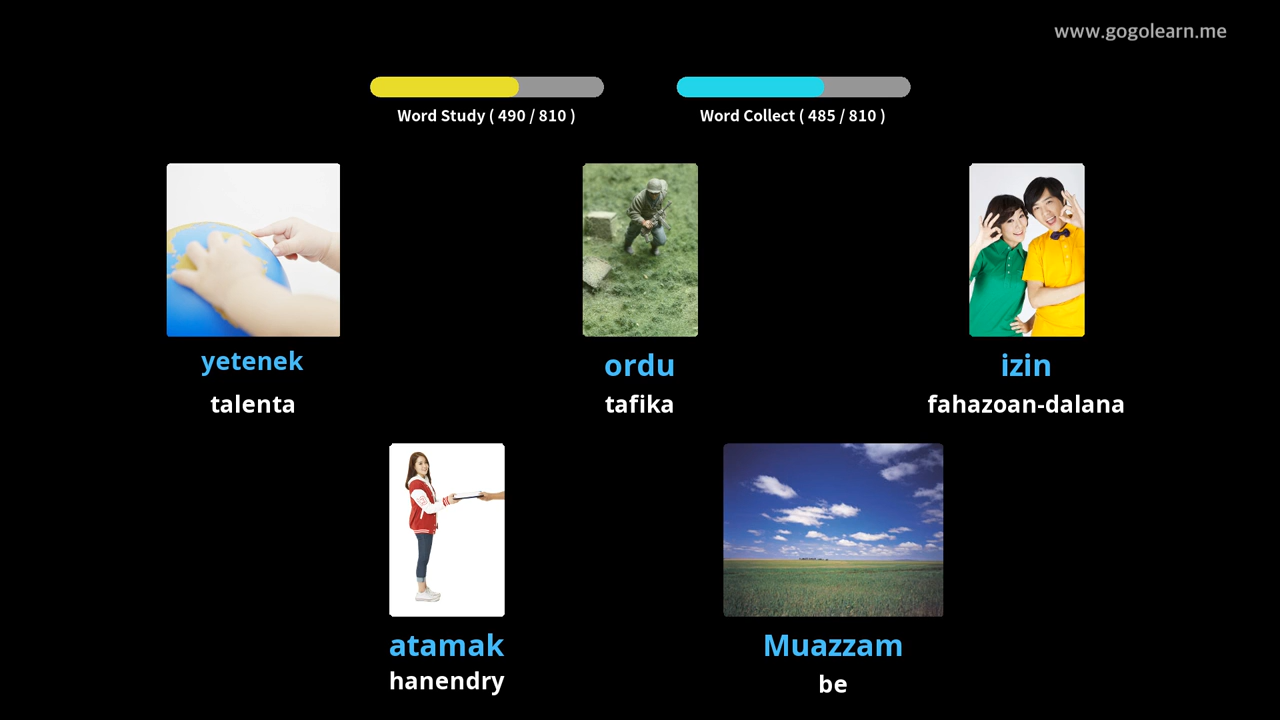 www.gogolearn.me
Word Study ( 490 / 810 )
Word Collect ( 485 / 810 )
yetenek
talenta
ordu
tafika
izin
fahazoan-dalana
atamak
hanendry
Muazzam
be